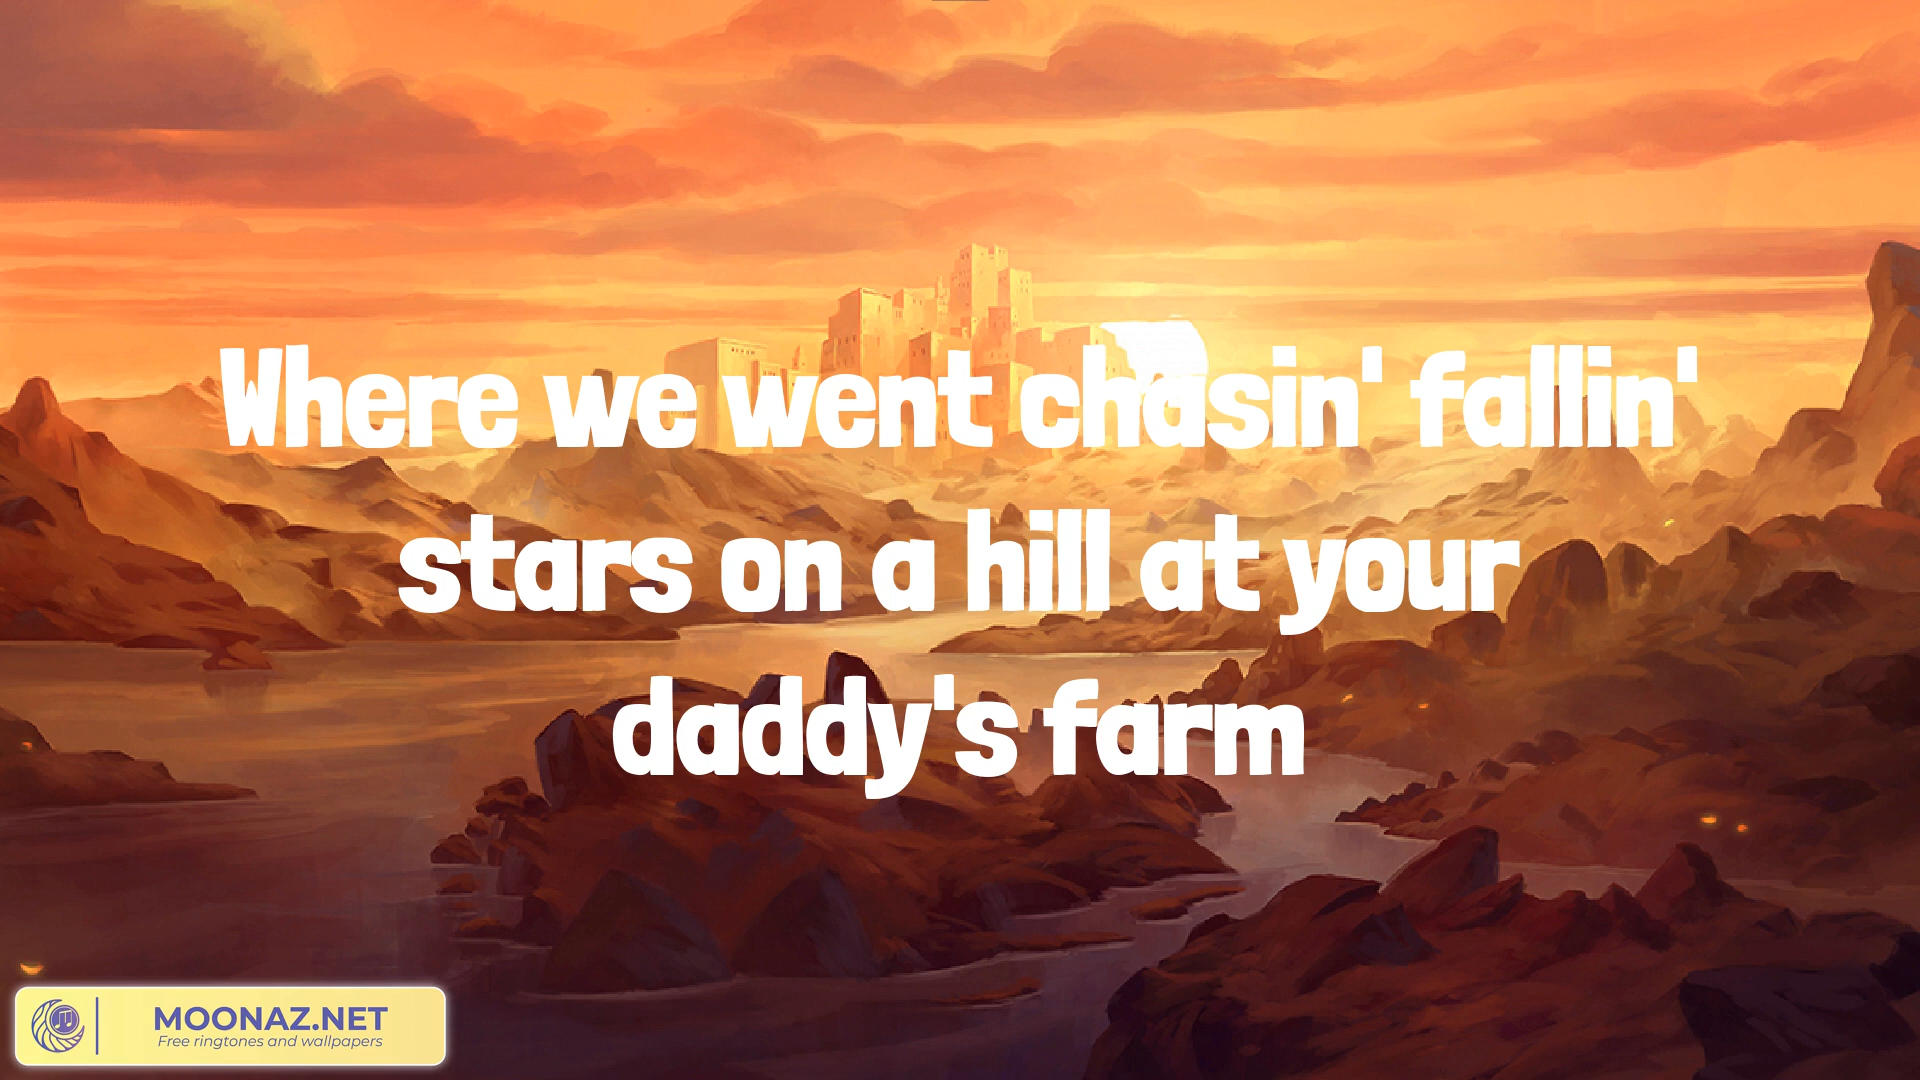 Where we went chasin' fallin'
stars on a hill at your
daddy's farm
MOONAZ.NET
Free ringtones and wallpapers